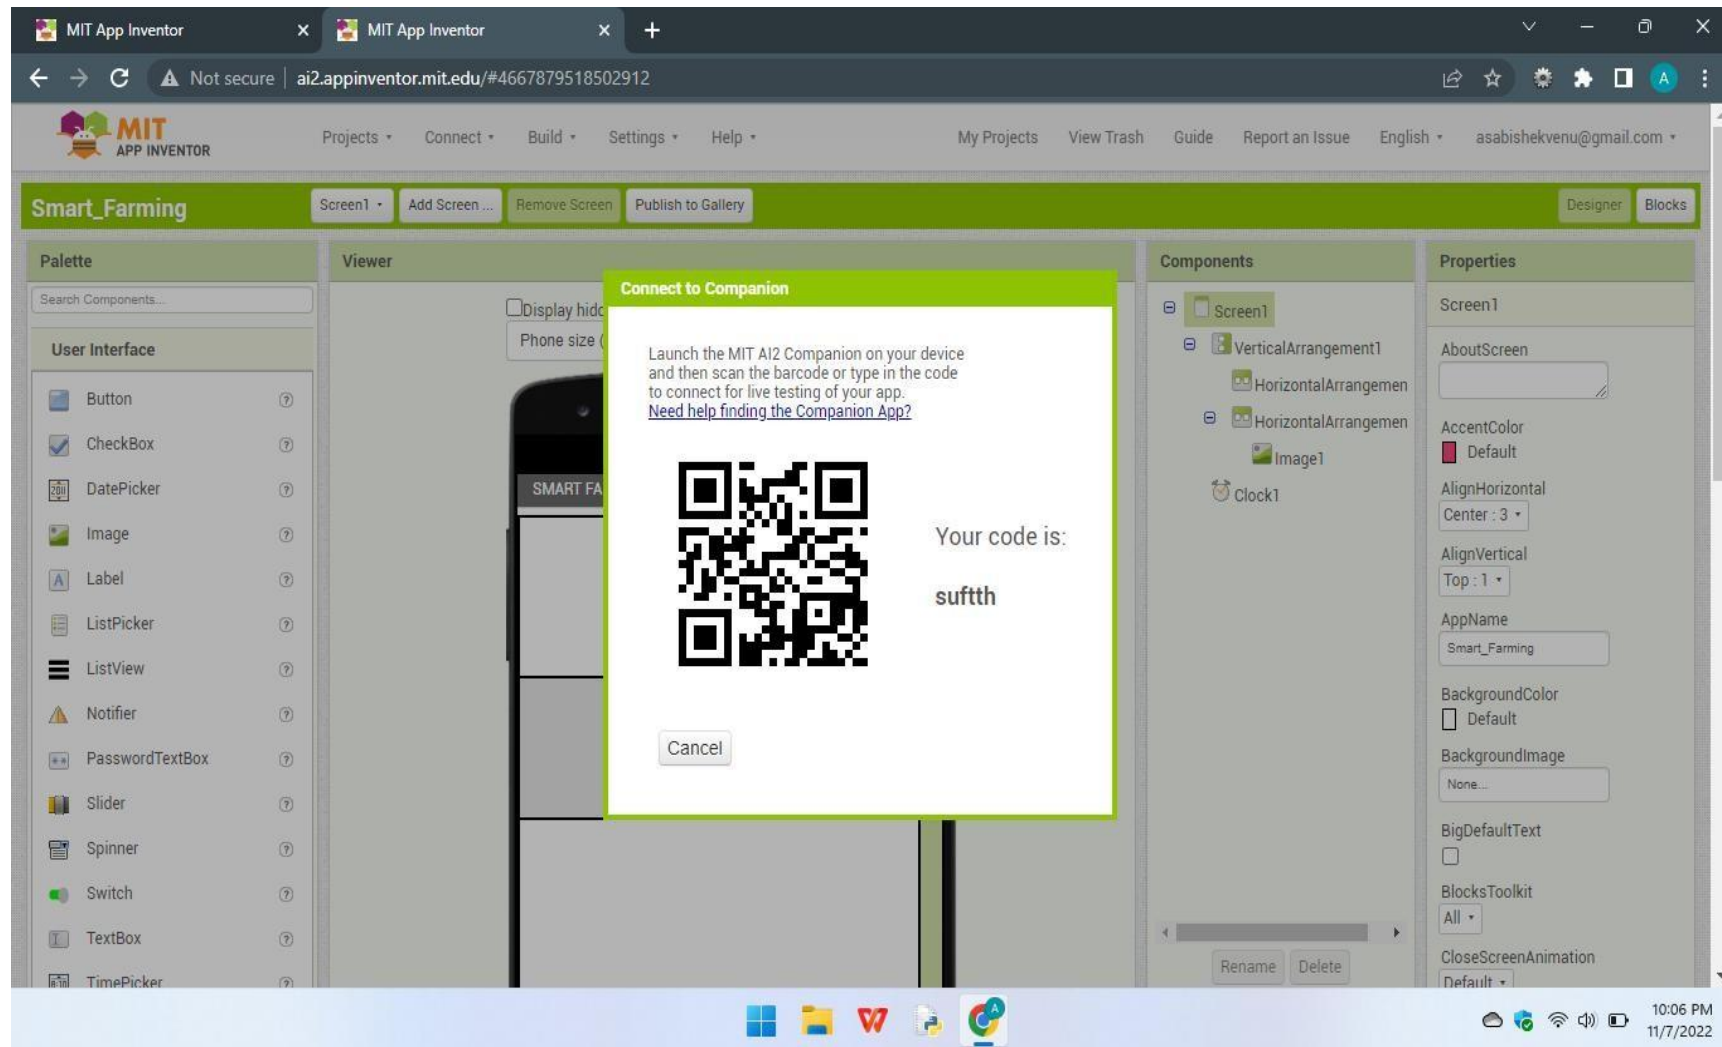 MIT App Inventor
MIT App Inventor
Not secure | ai2.appinventor.mit.edu/#4667879518502912
MIT
APP INVENTOR
Projects
Connect
Build
Settings
Help
My Projects
View Trash
Guide
Report an Issue
English
asabishekvenu@gmail.com
Smart_Farming
Screen1
Add Screen ...
Remove Screen
Publish to Gallery
Designer
Blocks
Palette
Search Components...
User Interface
Button
CheckBox
DatePicker
Image
Label
ListPicker
ListView
Notifier
PasswordTextBox
Slider
Spinner
Switch
TextBox
TimePicker
Viewer
Display hidd
Phone size (
SMART FA
Connect to Companion
Launch the MIT AI2 Companion on your device
and then scan the barcode or type in the code
to connect for live testing of your app.
Need help finding the Companion App?
Your code is:
suftth
Cancel
Components
Screen1
VerticalArrangement1
HorizontalArrangemen
HorizontalArrangemen
Image1
Clock1
Rename
Delete
Properties
Screen1
AboutScreen
AccentColor
Default
AlignHorizontal
Center : 3
AlignVertical
Top : 1
AppName
Smart_Farming
BackgroundColor
Default
BackgroundImage
None...
BigDefaultText
BlocksToolkit
All
CloseScreenAnimation
Default
10:06 PM
11/7/2022